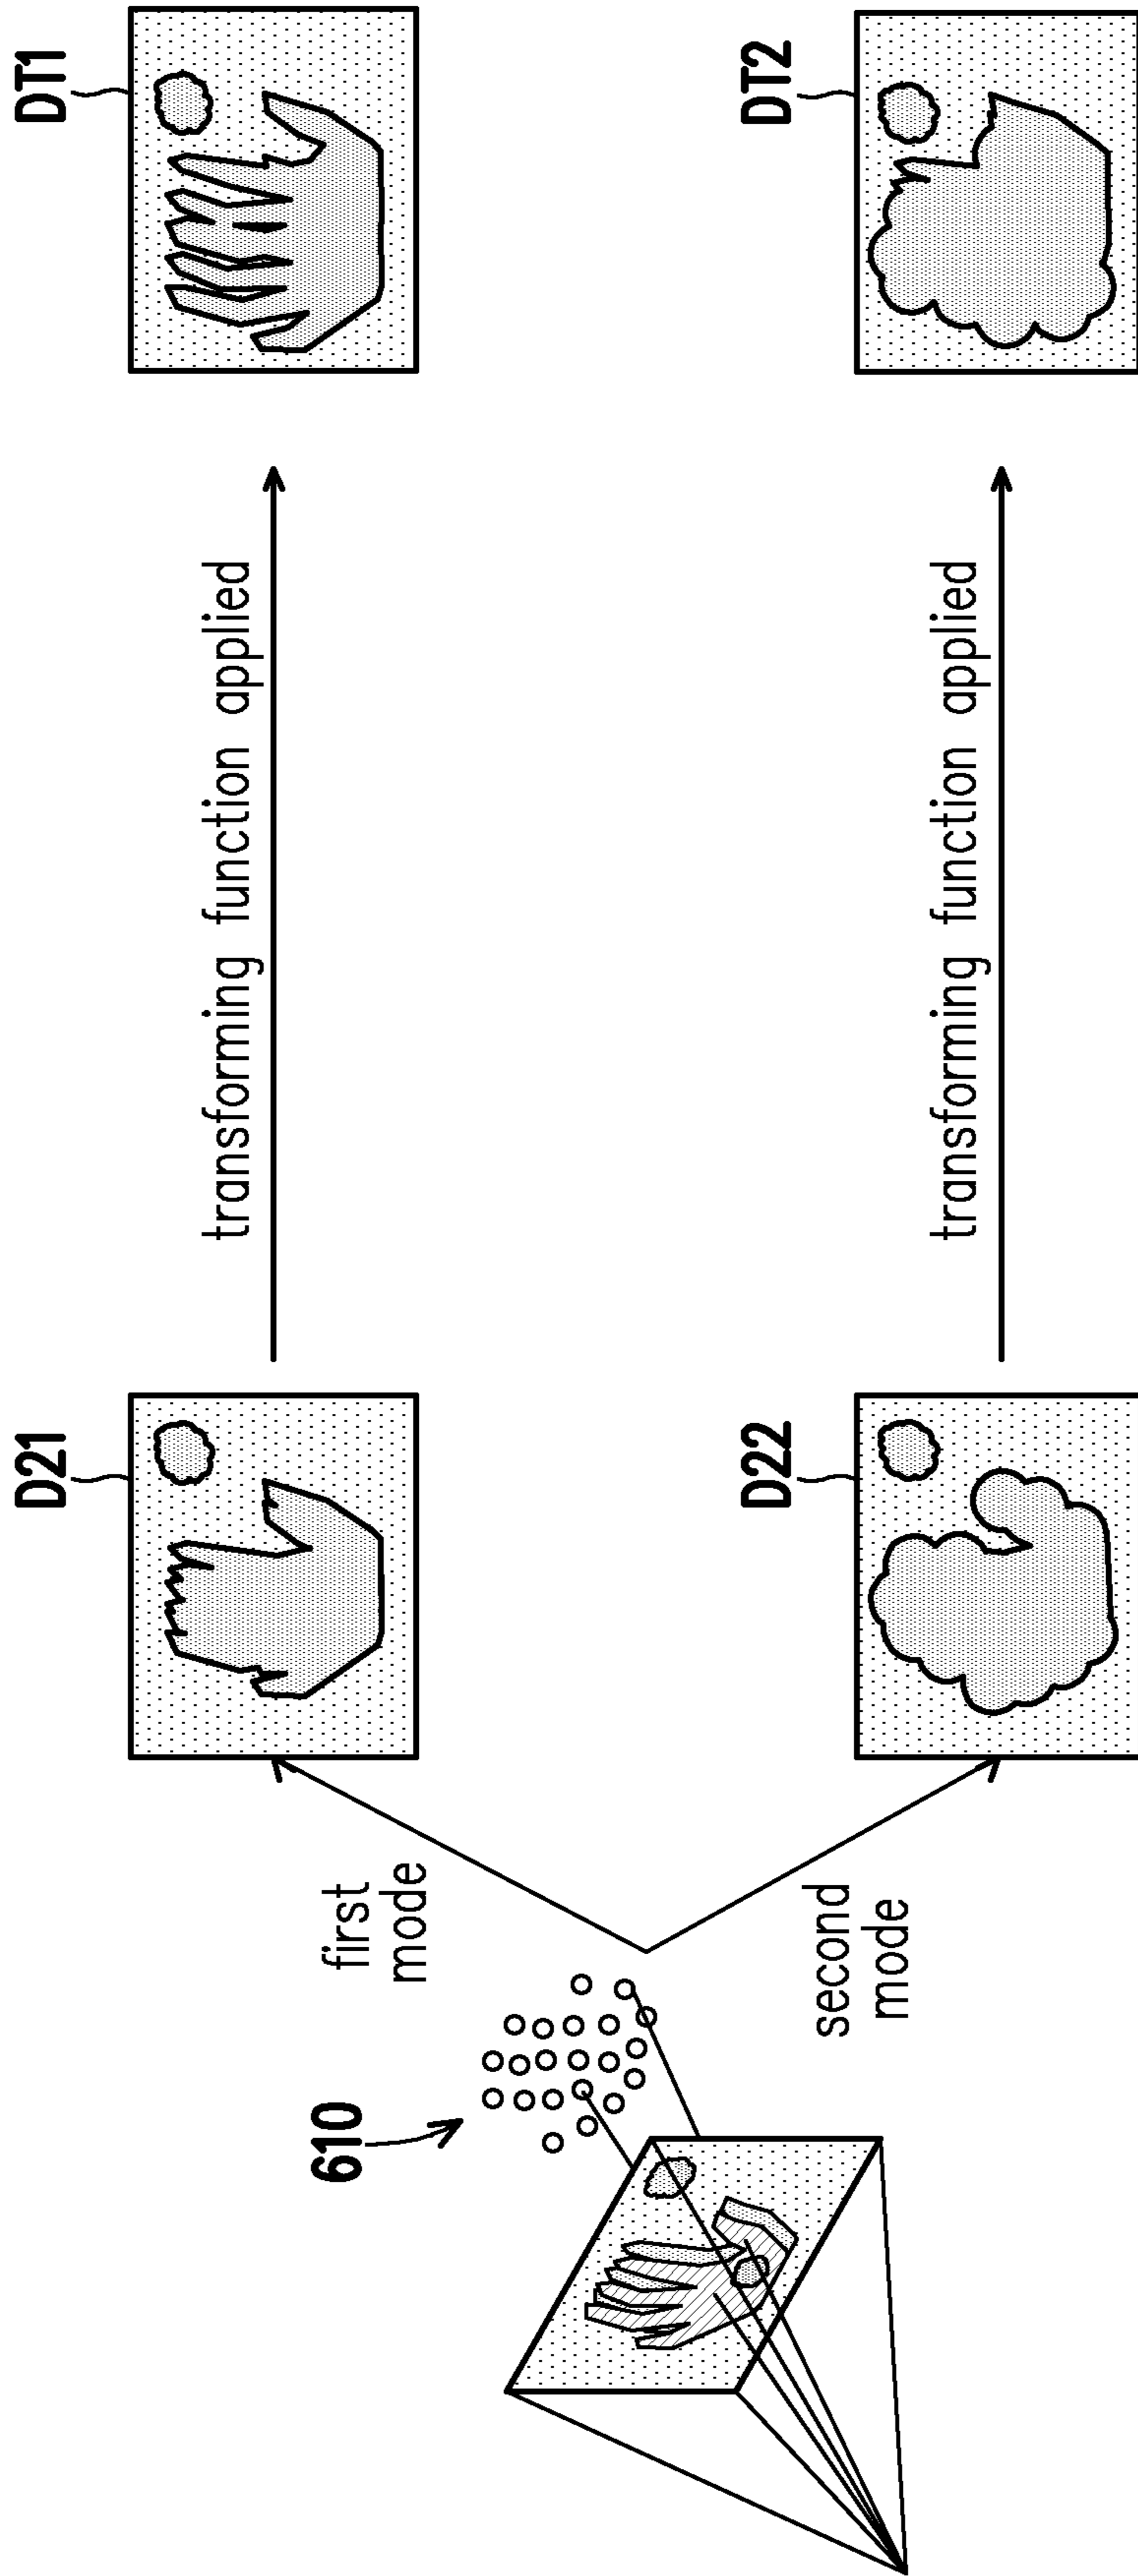 610
first
mode
D21
transforming function applied
DT1
second
mode
D22
transforming function applied
DT2